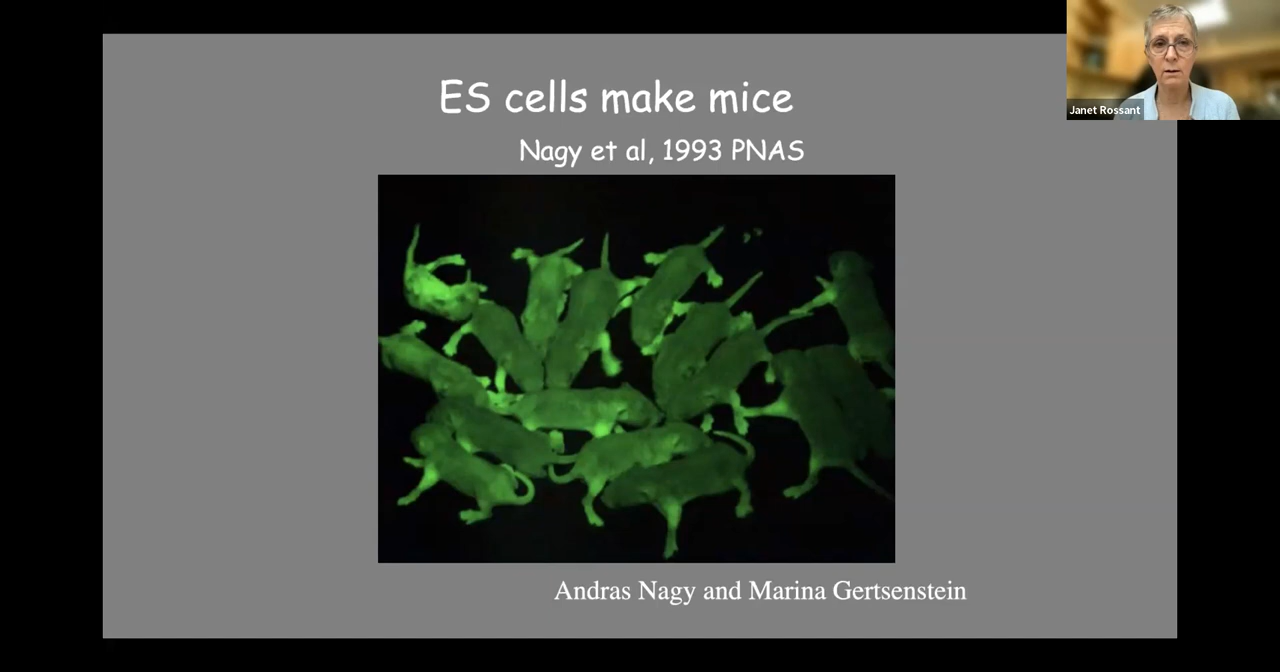 ES cells make mice
Nagy et al, 1993 PNAS
Janet Rossant
Andras Nagy and Marina Gertsenstein